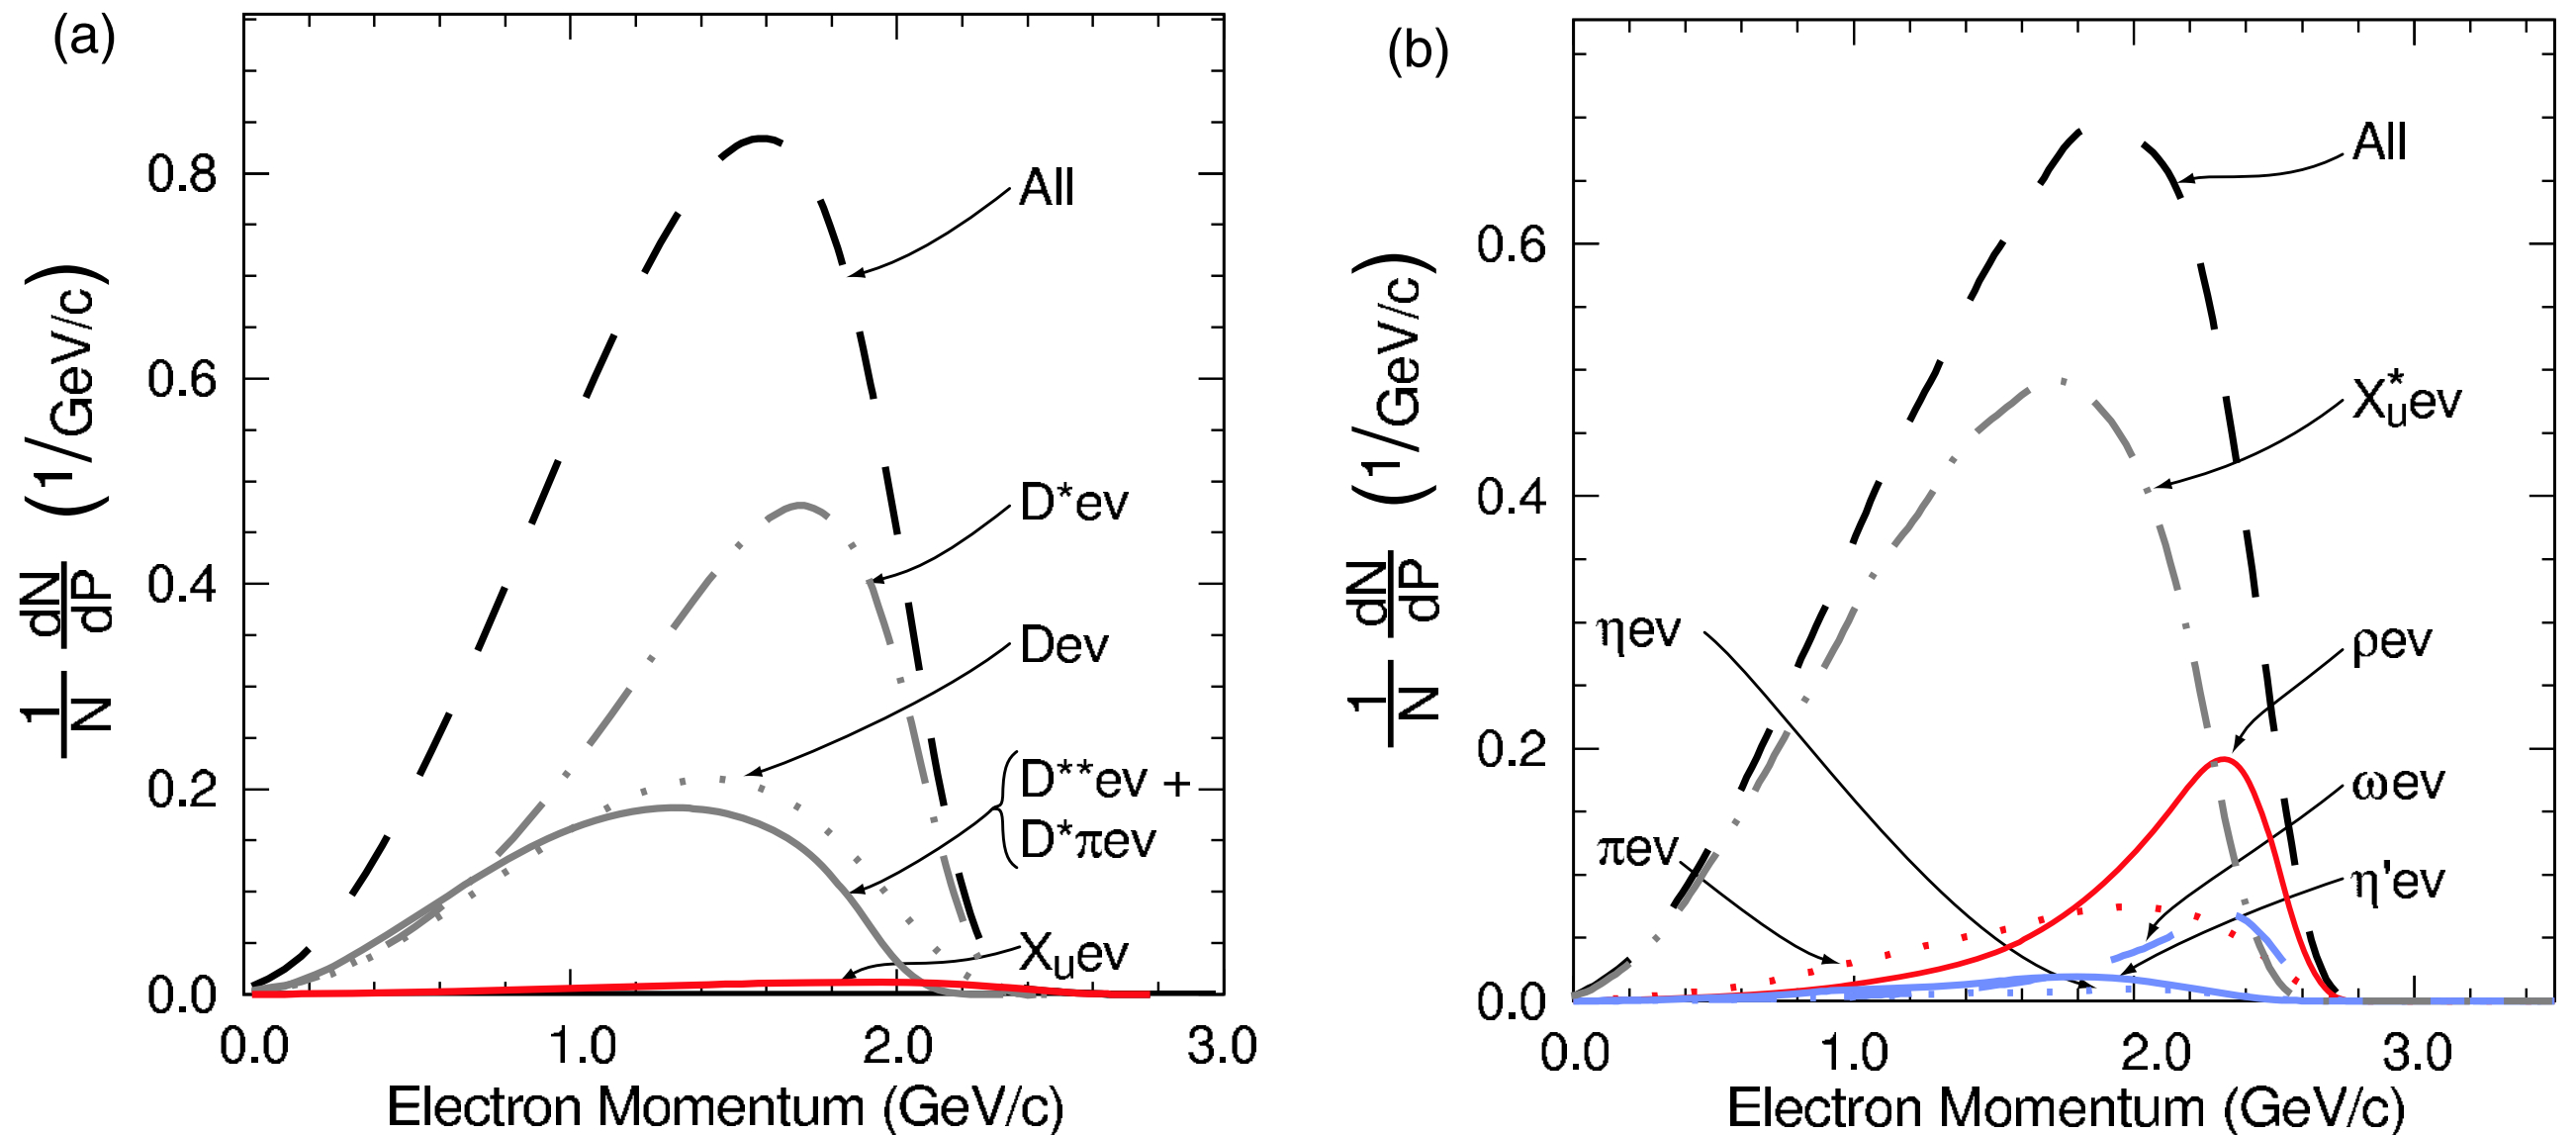 (a)
0.8
0.6
0.4
0.2
0.0
0.0 1.0 2.0 3.0
1/N dN/dP (1/GeV/c)
Electron Momentum (GeV/c)
All
D*eν
Deν
D**eν +
D*πeν
Xueν
(b)
0.6
0.4
0.2
0.0
0.0 1.0 2.0 3.0
1/N dN/dP (1/GeV/c)
Electron Momentum (GeV/c)
All
Xu*eν
ηeν
ρeν
ωeν
πeν
η'eν